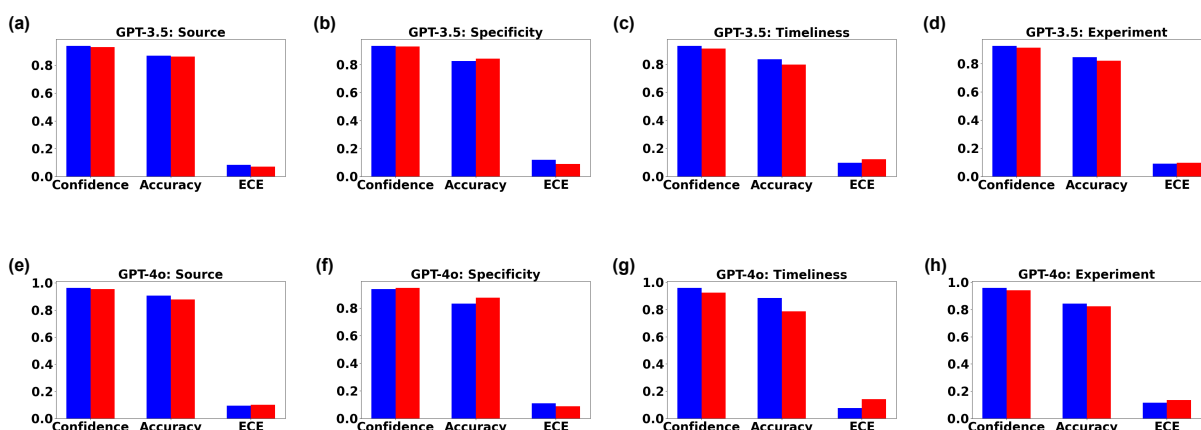 (a)
GPT-3.5: Source
0.8
0.6
0.4
0.2
0.0
Confidence Accuracy ECE
(b)
GPT-3.5: Specificity
0.8
0.6
0.4
0.2
0.0
Confidence Accuracy ECE
(c)
GPT-3.5: Timeliness
0.8
0.6
0.4
0.2
0.0
Confidence Accuracy ECE
(d)
GPT-3.5: Experiment
0.8
0.6
0.4
0.2
0.0
Confidence Accuracy ECE
(e)
GPT-4o: Source
1.0
0.8
0.6
0.4
0.2
0.0
Confidence Accuracy ECE
(f)
GPT-4o: Specificity
0.8
0.6
0.4
0.2
0.0
Confidence Accuracy ECE
(g)
GPT-4o: Timeliness
1.0
0.8
0.6
0.4
0.2
0.0
Confidence Accuracy ECE
(h)
GPT-4o: Experiment
1.0
0.8
0.6
0.4
0.2
0.0
Confidence Accuracy ECE